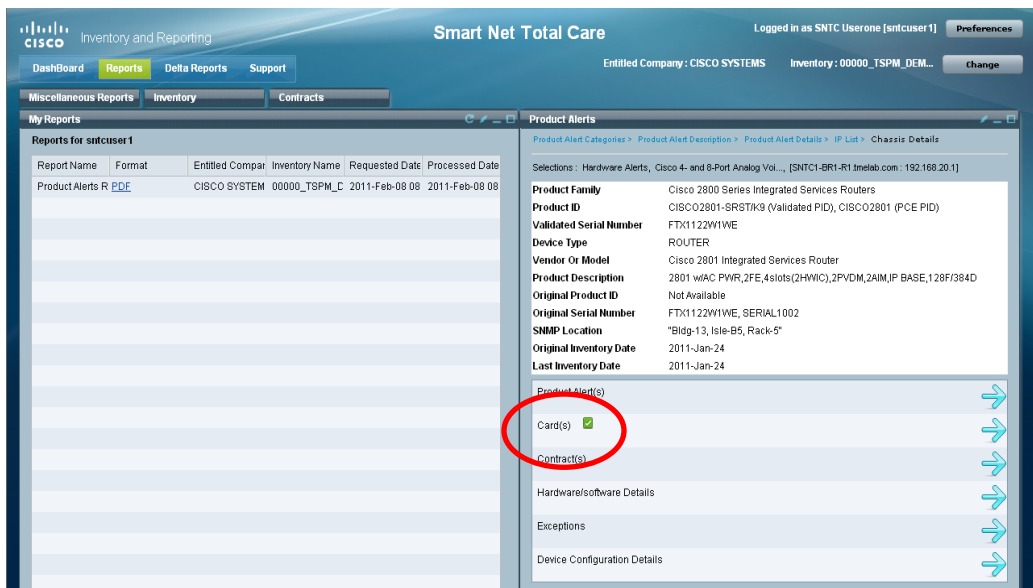 CISCO Inventory and Reporting
Smart Net Total Care
Logged in as SNTC Userone [sntcuser1]
Preferences
DashBoard Reports Delta Reports Support
Entitled Company : CISCO SYSTEMS Inventory : 00000_TSPM_DEM...
Change
Miscellaneous Reports Inventory Contracts
My Reports
Reports for sntcuser1
Report Name Format Entitled Compar Inventory Name Requested Date Processed Date
Product Alerts R PDF CISCO SYSTEM 00000_TSPM_D 2011-Feb-08 08 2011-Feb-08 08
Product Alerts
Product Alert Categories > Product Alert Description > Product Alert Details > IP List > Chassis Details
Selections : Hardware Alerts, Cisco 4- and 8-Port Analog Voi..., [SNTC1-BR1-R1.tmelab.com : 192.168.20.1]
Product Family Cisco 2800 Series Integrated Services Routers
Product ID CISCO2801-SRST/K9 (Validated PID), CISCO2801 (PCE PID)
Validated Serial Number FTX1122W1WE
Device Type ROUTER
Vendor Or Model Cisco 2801 Integrated Services Router
Product Description 2801 w/AC PWR,2FE,4slots(2HWIC),2PVDM,2AIM,IP BASE,128F/384D
Original Product ID Not Available
Original Serial Number FTX1122W1WE, SERIAL1002
SNMP Location "Bldg-13, Isle-B5, Rack-5"
Original Inventory Date 2011-Jan-24
Last Inventory Date 2011-Jan-24
Product Alert(s)
Card(s)
Contract(s)
Hardware/software Details
Exceptions
Device Configuration Details